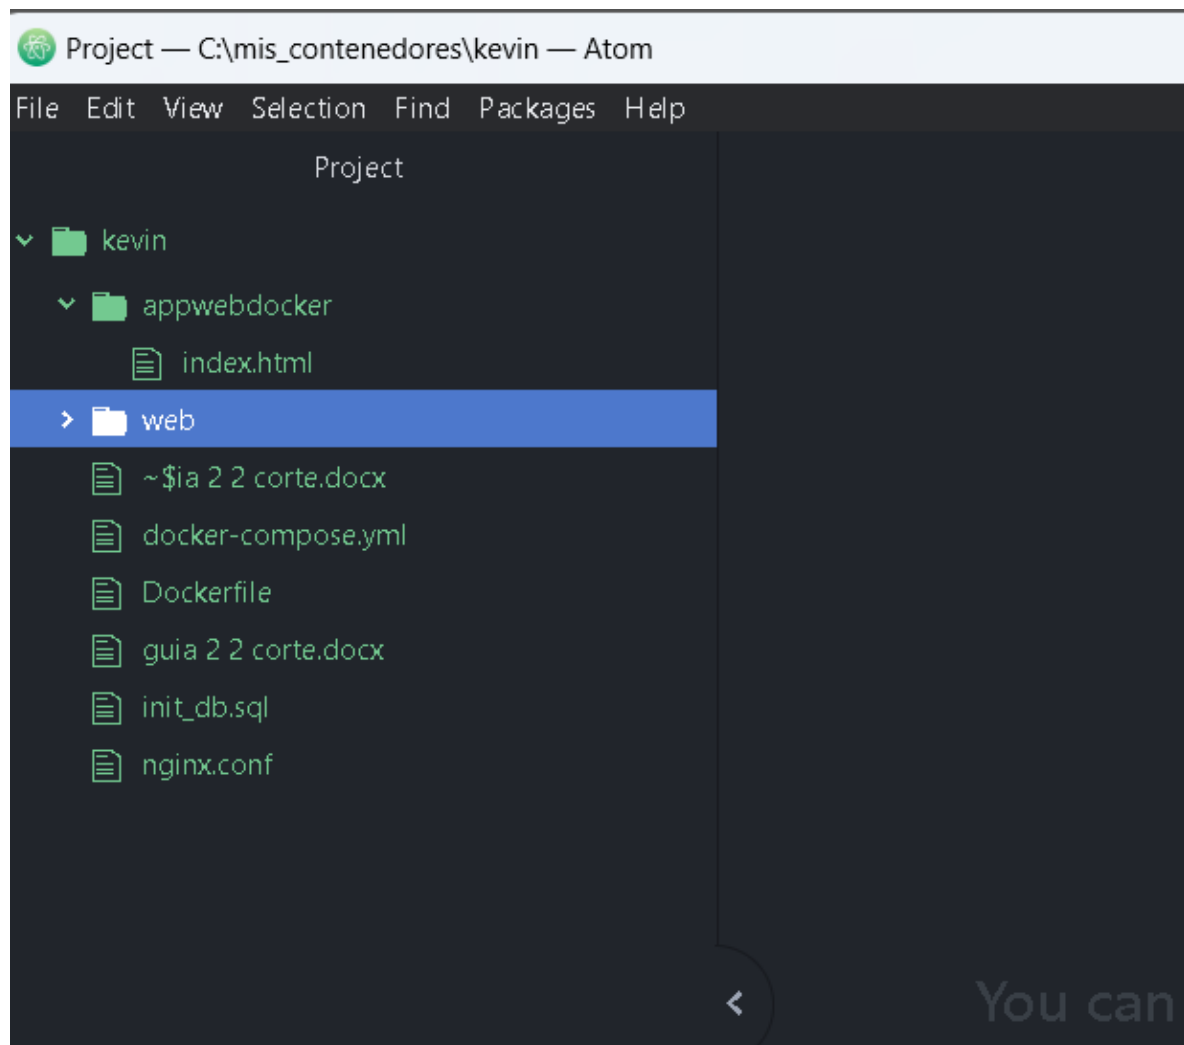 Project — C:\mis_contenedores\kevin — Atom
File Edit View Selection Find Packages Help
Project
kevin
appwebdocker
index.html
web
~$ia 2 2 corte.docx
docker-compose.yml
Dockerfile
guia 2 2 corte.docx
init_db.sql
nginx.conf
You can